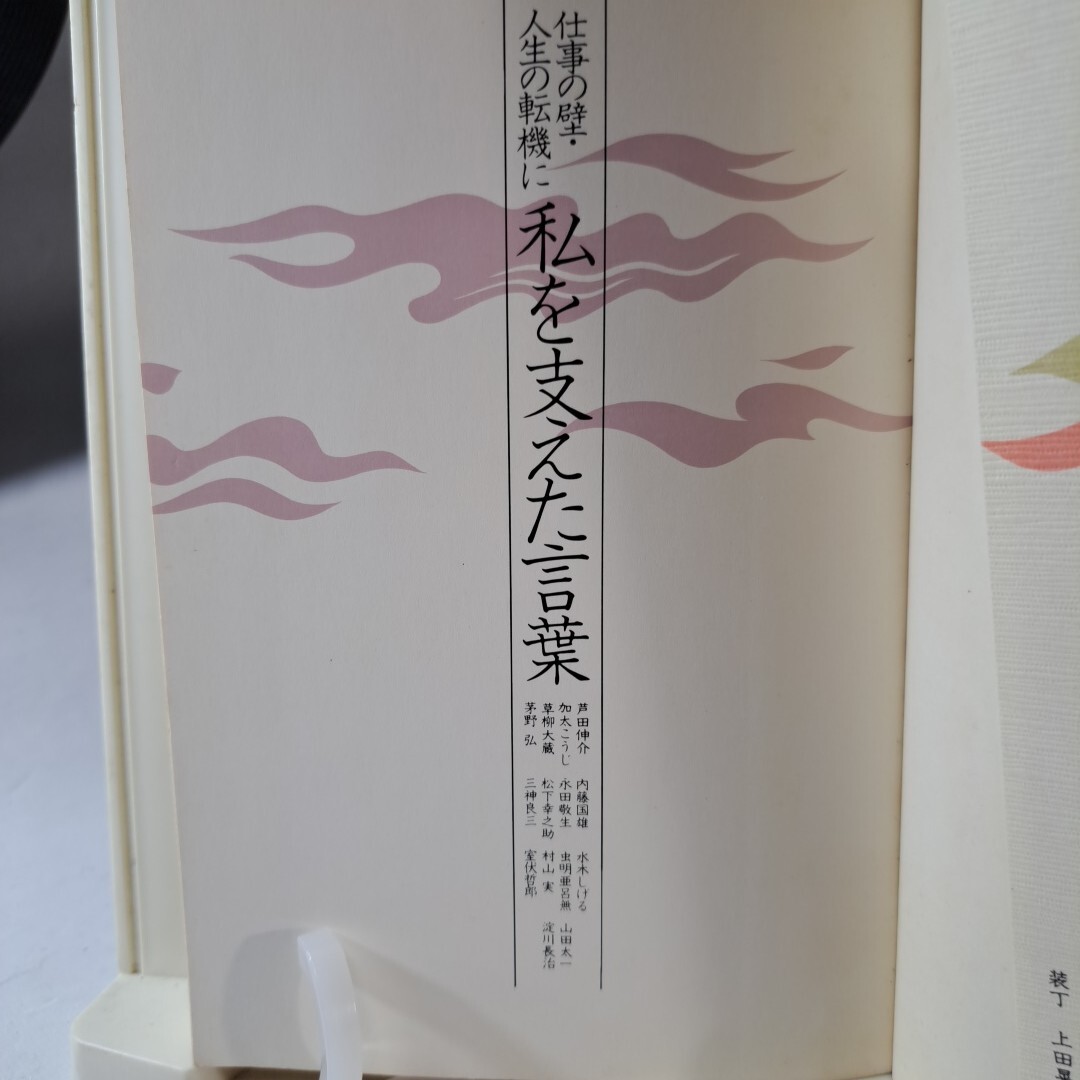 仕事の壁・
人生の転機に
私を支えた言葉
芦田伸介
加太こうじ
草柳大蔵
茅野 弘
内藤国雄
永田敬生
松下幸之助
三神良三
水木しげる
虫明亜呂無
村山 実
室伏哲郎
山田太一
淀川長治
装丁 上田